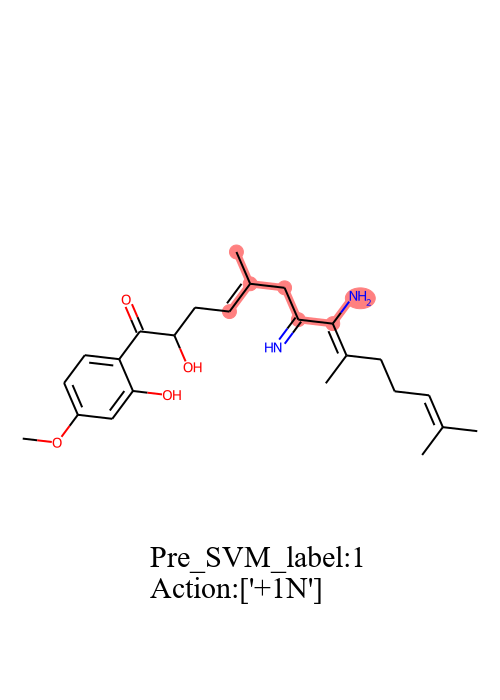 NH2
O
HN
OH
OH
O
Pre_SVM_label:1
Action:['+1N']